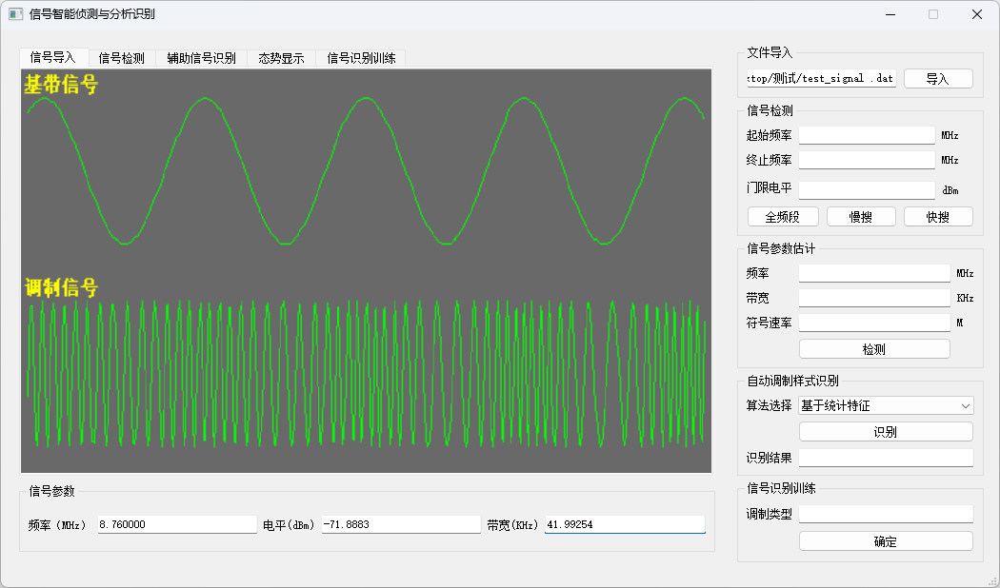 信号智能侦测与分析识别
信号导入 信号检测 辅助信号识别 态势显示 信号识别训练
基带信号
调制信号
信号参数
频率(MHz) 8.760000 电平(dBm) -71.8883 带宽(KHz) 41.99254
文件导入
top/测试/test_signal .dat 导入
信号检测
起始频率 MHz
终止频率 MHz
门限电平 dBm
全频段 慢搜 快搜
信号参数估计
频率 MHz
带宽 KHz
符号速率 M
检测
自动调制样式识别
算法选择 基于统计特征
识别
识别结果
信号识别训练
调制类型
确定